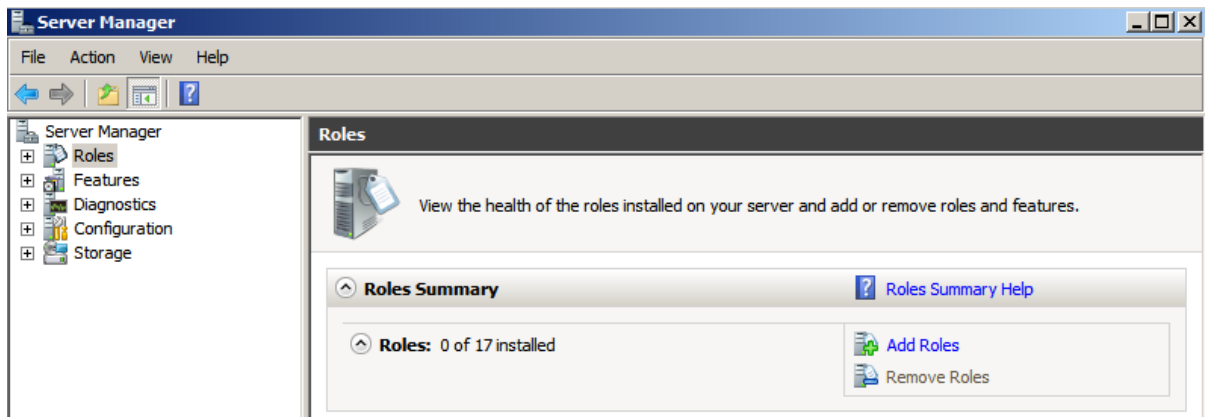 Server Manager
File Action View Help
Server Manager
Roles
Features
Diagnostics
Configuration
Storage
Roles
View the health of the roles installed on your server and add or remove roles and features.
Roles Summary
Roles Summary Help
Roles: 0 of 17 installed
Add Roles
Remove Roles